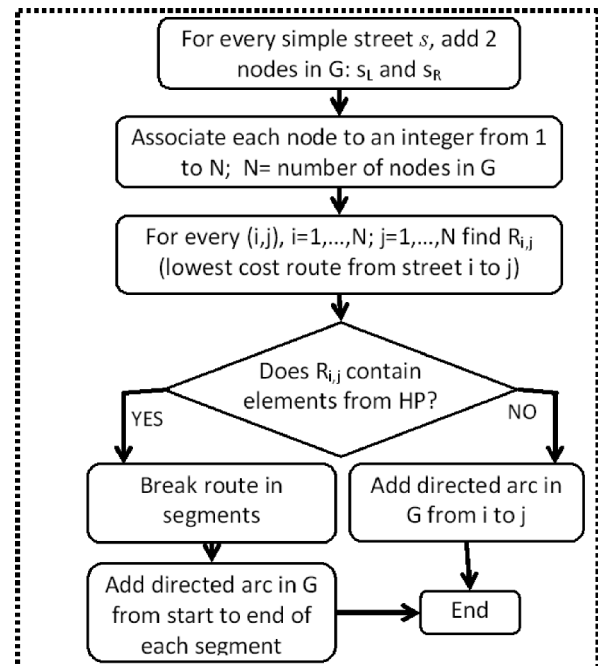 For every simple street s, add 2
nodes in G: sL and sR
Associate each node to an integer from 1
to N;  N= number of nodes in G
For every (i,j), i=1,...,N; j=1,...,N find Ri,j
(lowest cost route from street i to j)
Does Ri,j contain
elements from HP?
YES
NO
Break route in
segments
Add directed arc in
G from i to j
Add directed arc in G
from start to end of
each segment
End